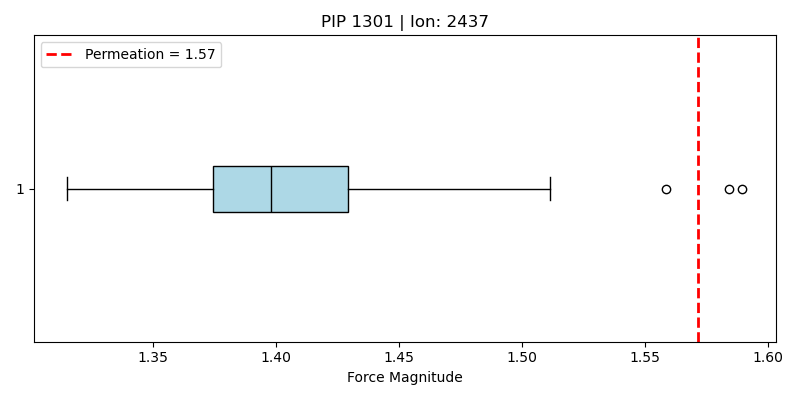 PIP 1301 | Ion: 2437
Permeation = 1.57
1
1.35
1.40
1.45
1.50
1.55
1.60
Force Magnitude